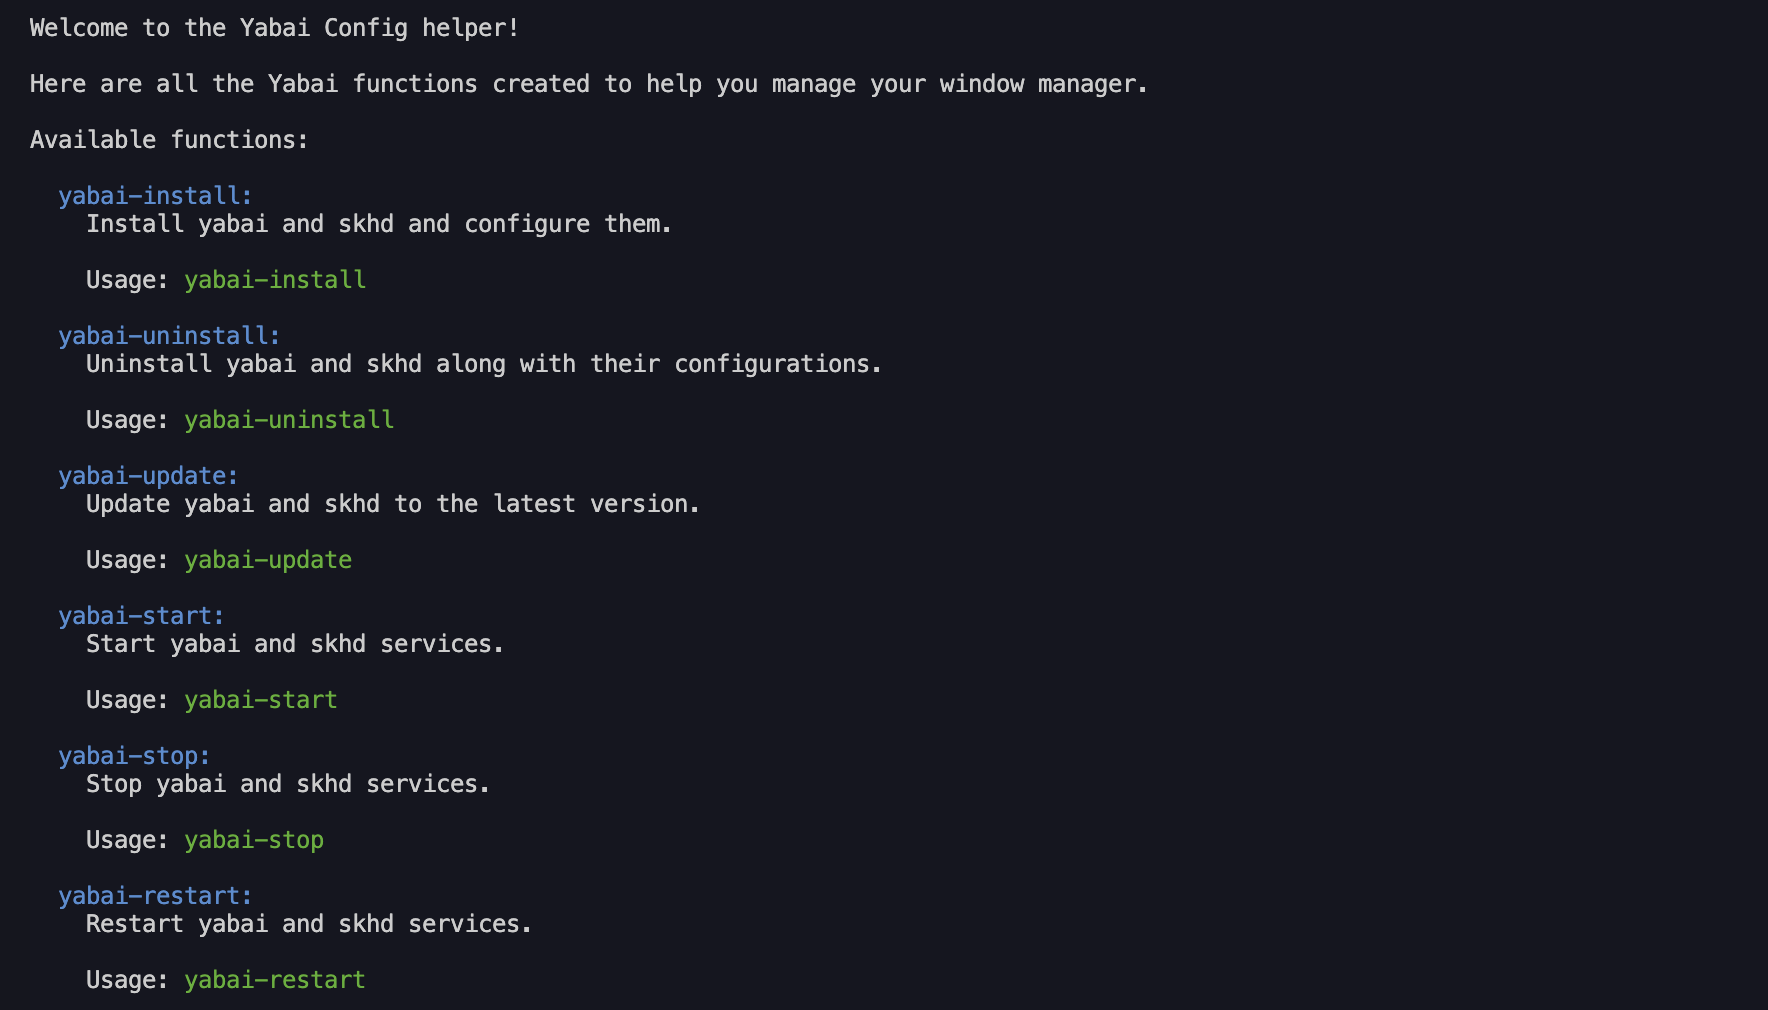 Welcome to the Yabai Config helper!
Here are all the Yabai functions created to help you manage your window manager.
Available functions:
yabai-install:
Install yabai and skhd and configure them.
Usage: yabai-install
yabai-uninstall:
Uninstall yabai and skhd along with their configurations.
Usage: yabai-uninstall
yabai-update:
Update yabai and skhd to the latest version.
Usage: yabai-update
yabai-start:
Start yabai and skhd services.
Usage: yabai-start
yabai-stop:
Stop yabai and skhd services.
Usage: yabai-stop
yabai-restart:
Restart yabai and skhd services.
Usage: yabai-restart